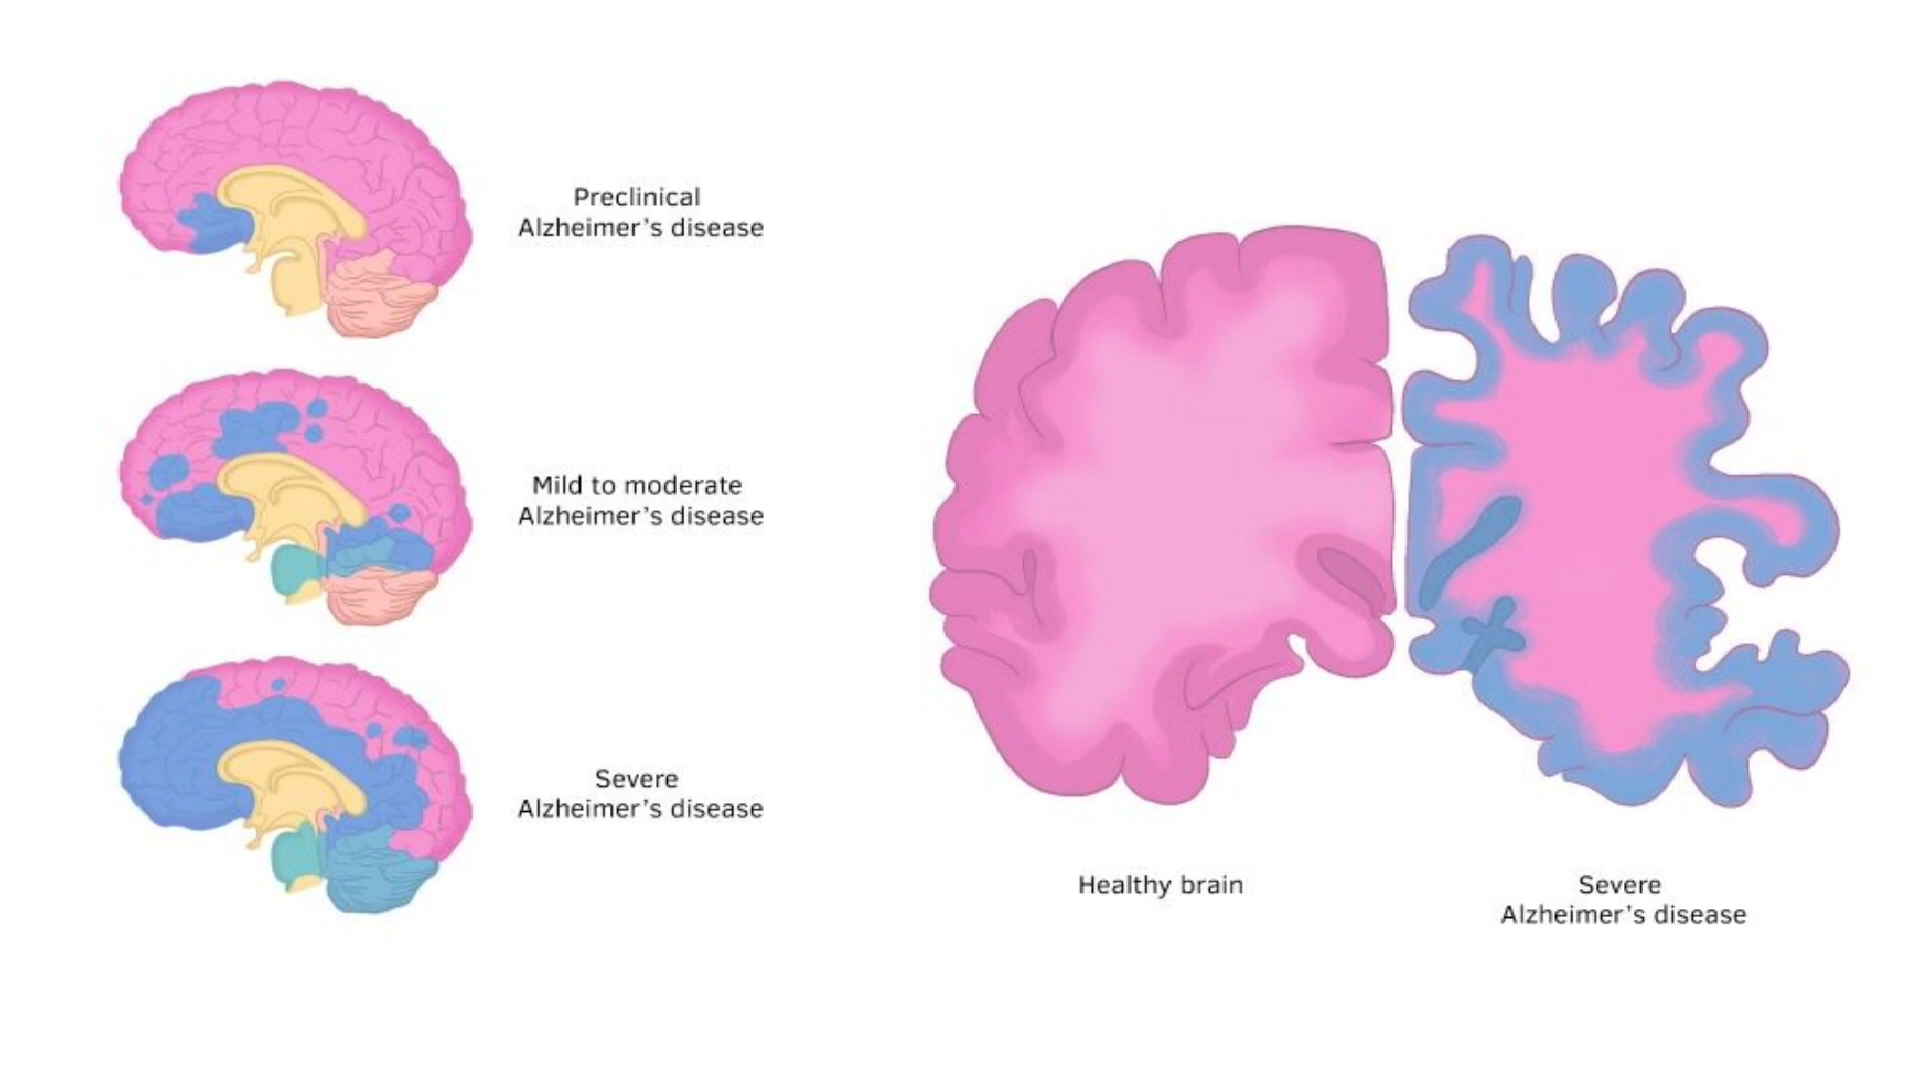 Preclinical
Alzheimer's disease
Mild to moderate
Alzheimer's disease
Severe
Alzheimer's disease
Healthy brain
Severe
Alzheimer's disease